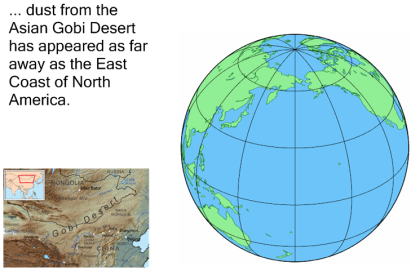 ... dust from the
Asian Gobi Desert
has appeared as far
away as the East
Coast of North
America.
RUSSIA
MONGOLIA
Gobi Desert
CHINA